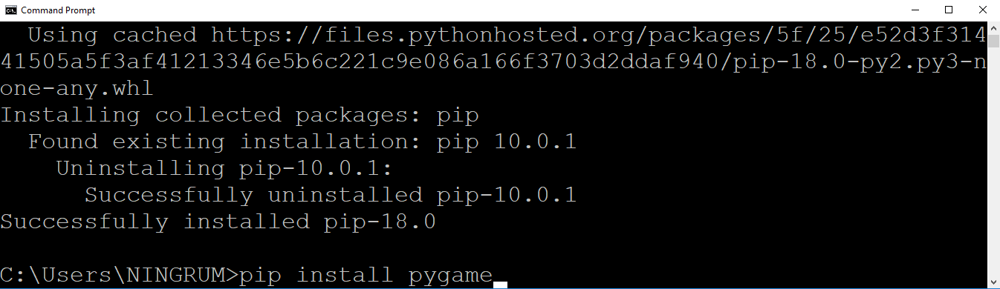 Command Prompt
Using cached https://files.pythonhosted.org/packages/5f/25/e52d3f314
41505a5f3af41213346e5b6c221c9e086a166f3703d2ddaf940/pip-18.0-py2.py3-n
one-any.whl
Installing collected packages: pip
Found existing installation: pip 10.0.1
Uninstalling pip-10.0.1:
Successfully uninstalled pip-10.0.1
Successfully installed pip-18.0
C:\Users\NINGRUM>pip install pygame